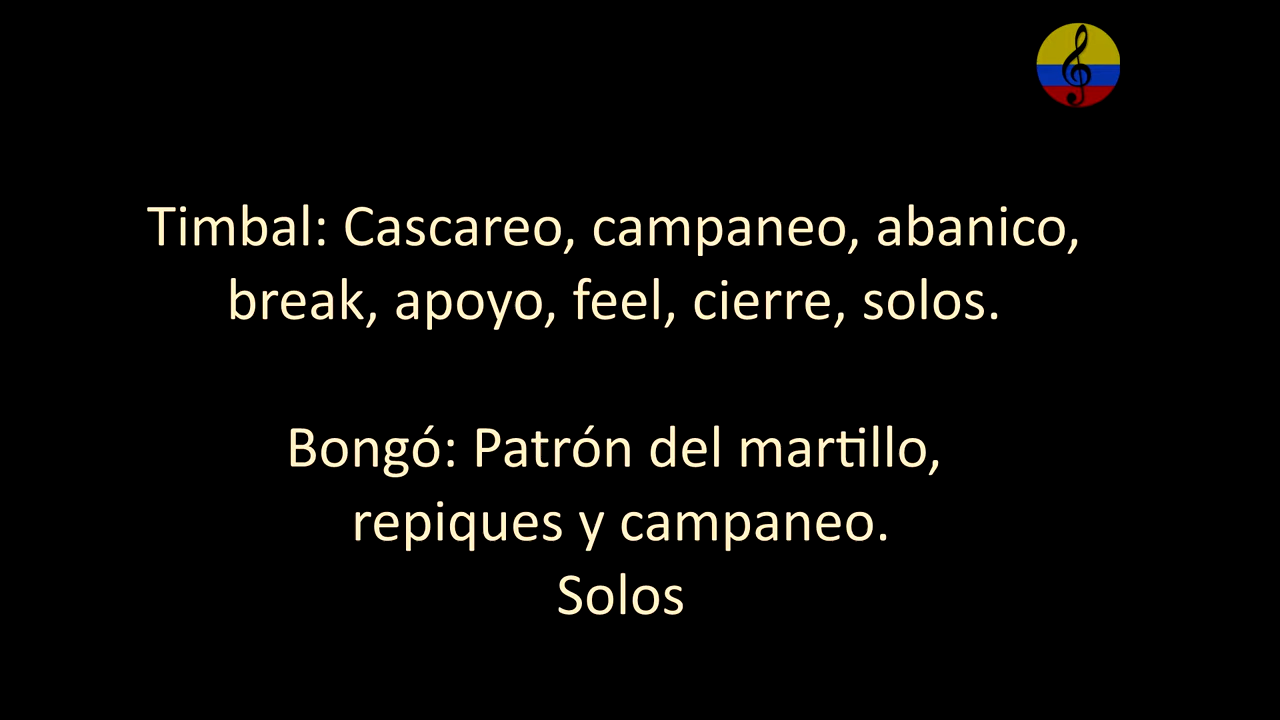 Timbal: Cascareo, campaneo, abanico,
break, apoyo, feel, cierre, solos.
Bongó: Patrón del martillo,
repiques y campaneo.
Solos